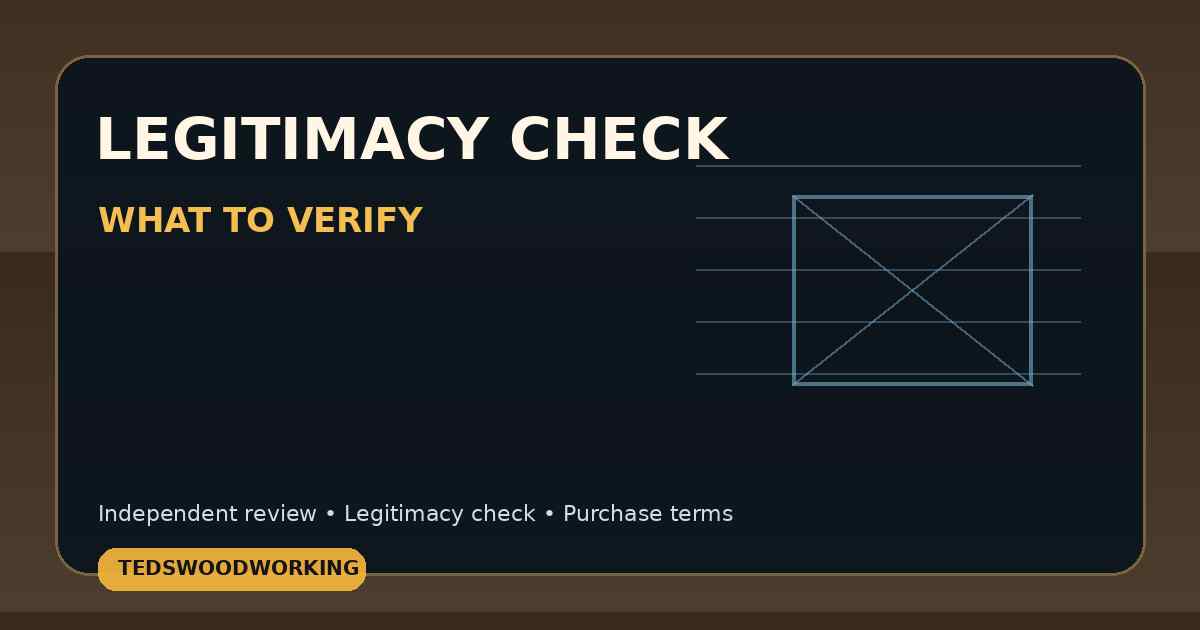 LEGITIMACY CHECK
WHAT TO VERIFY
Independent review • Legitimacy check • Purchase terms
TEDSWOODWORKING